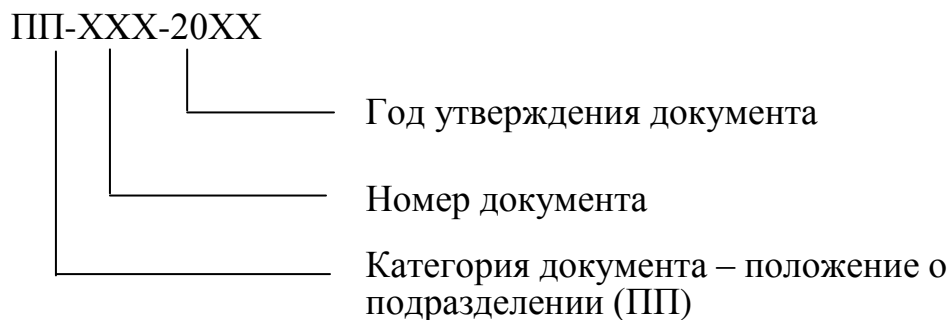 ПП-ХХХ-20ХХ
Год утверждения документа
Номер документа
Категория документа – положение о
подразделении (ПП)